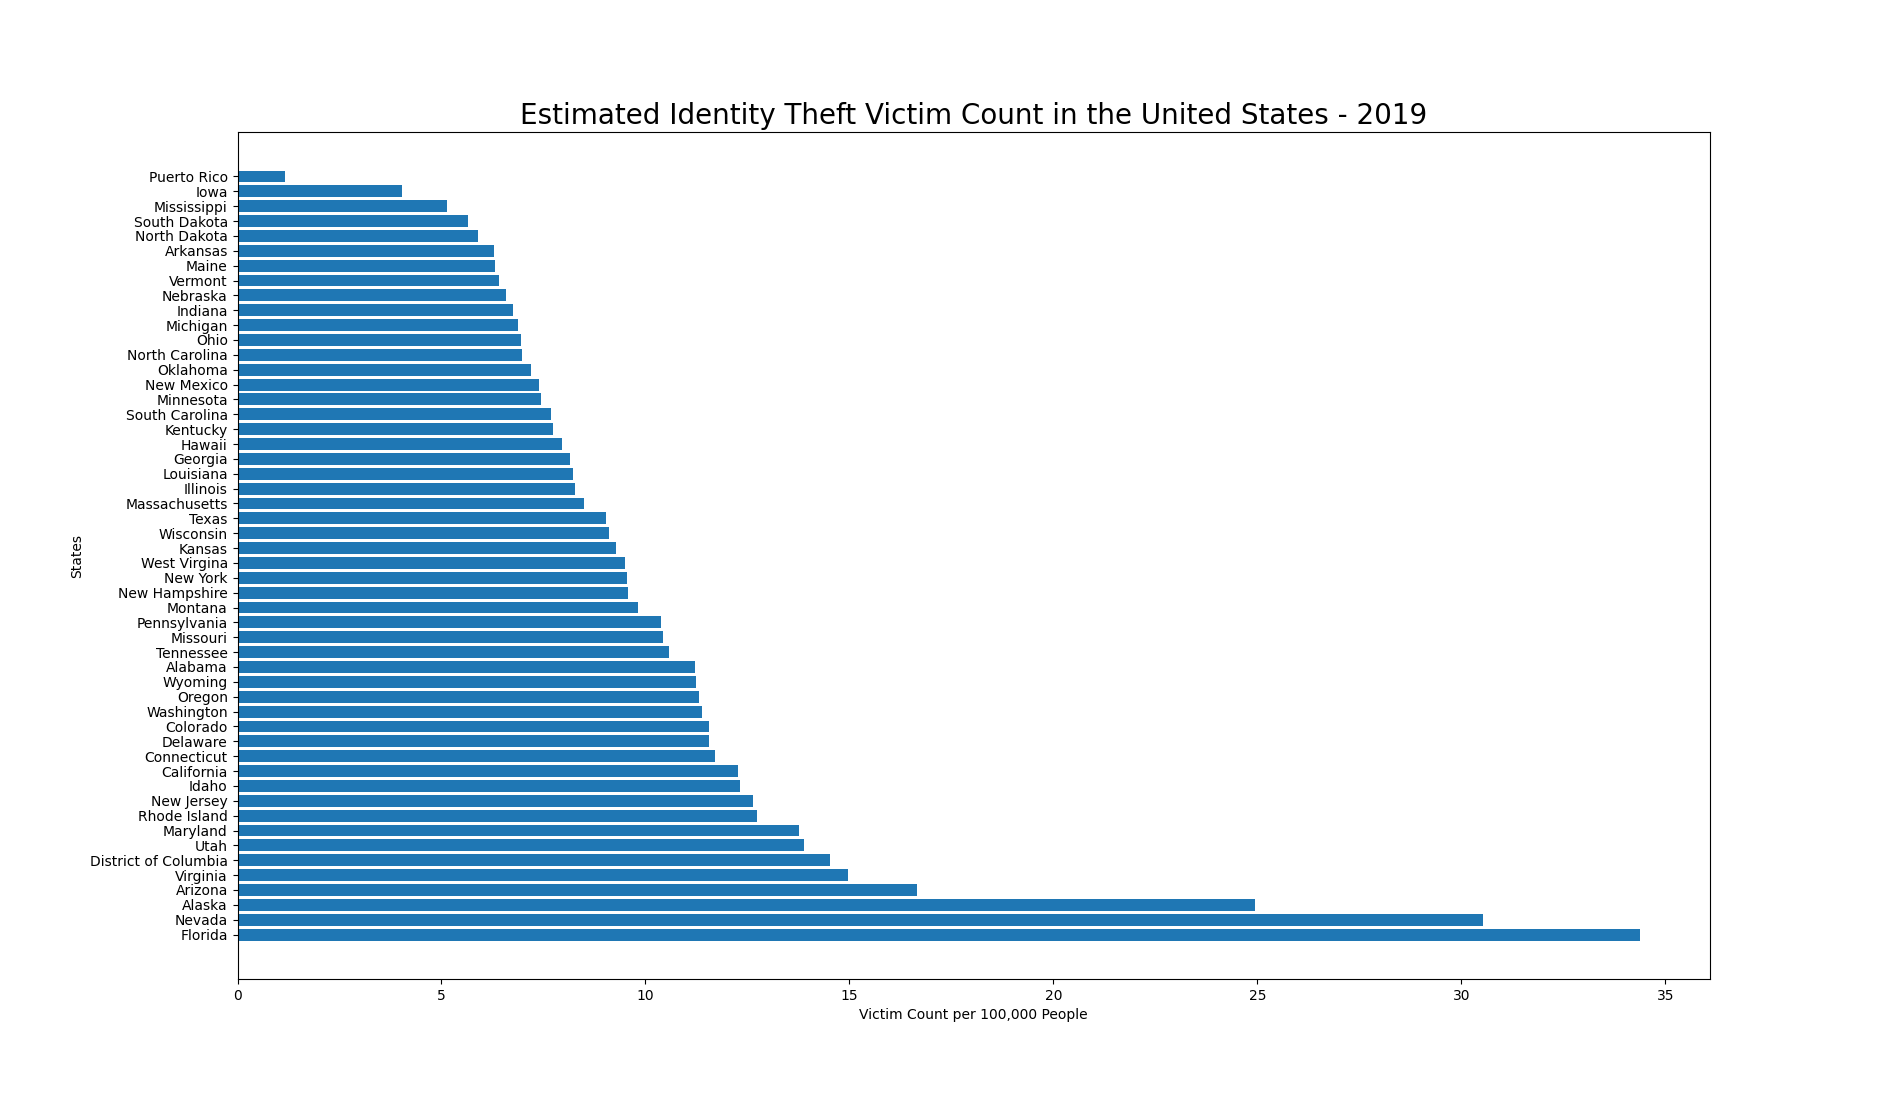 Estimated Identity Theft Victim Count in the United States - 2019
Puerto Rico
Iowa
Mississippi
South Dakota
North Dakota
Arkansas
Maine
Vermont
Nebraska
Indiana
Michigan
Ohio
North Carolina
Oklahoma
New Mexico
Minnesota
South Carolina
Kentucky
Hawaii
Georgia
Louisiana
Illinois
Massachusetts
Texas
Wisconsin
Kansas
West Virgina
New York
New Hampshire
Montana
Pennsylvania
Missouri
Tennessee
Alabama
Wyoming
Oregon
Washington
Colorado
Delaware
Connecticut
California
Idaho
New Jersey
Rhode Island
Maryland
Utah
District of Columbia
Virginia
Arizona
Alaska
Nevada
Florida
States
0 5 10 15 20 25 30 35
Victim Count per 100,000 People